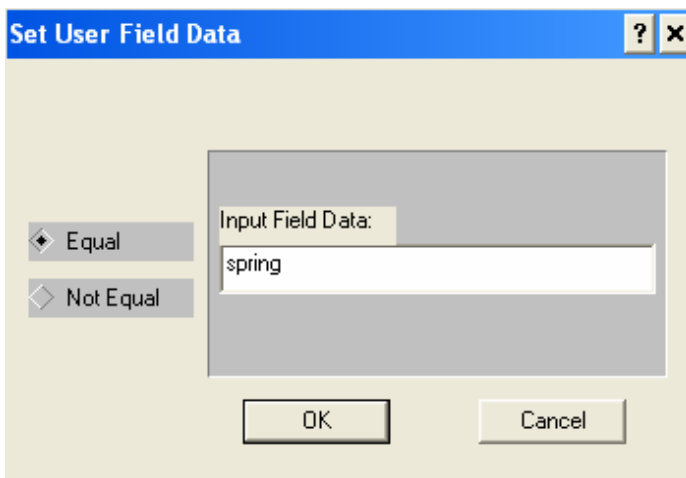 Set User Field Data
Equal
Not Equal
Input Field Data:
spring
OK
Cancel